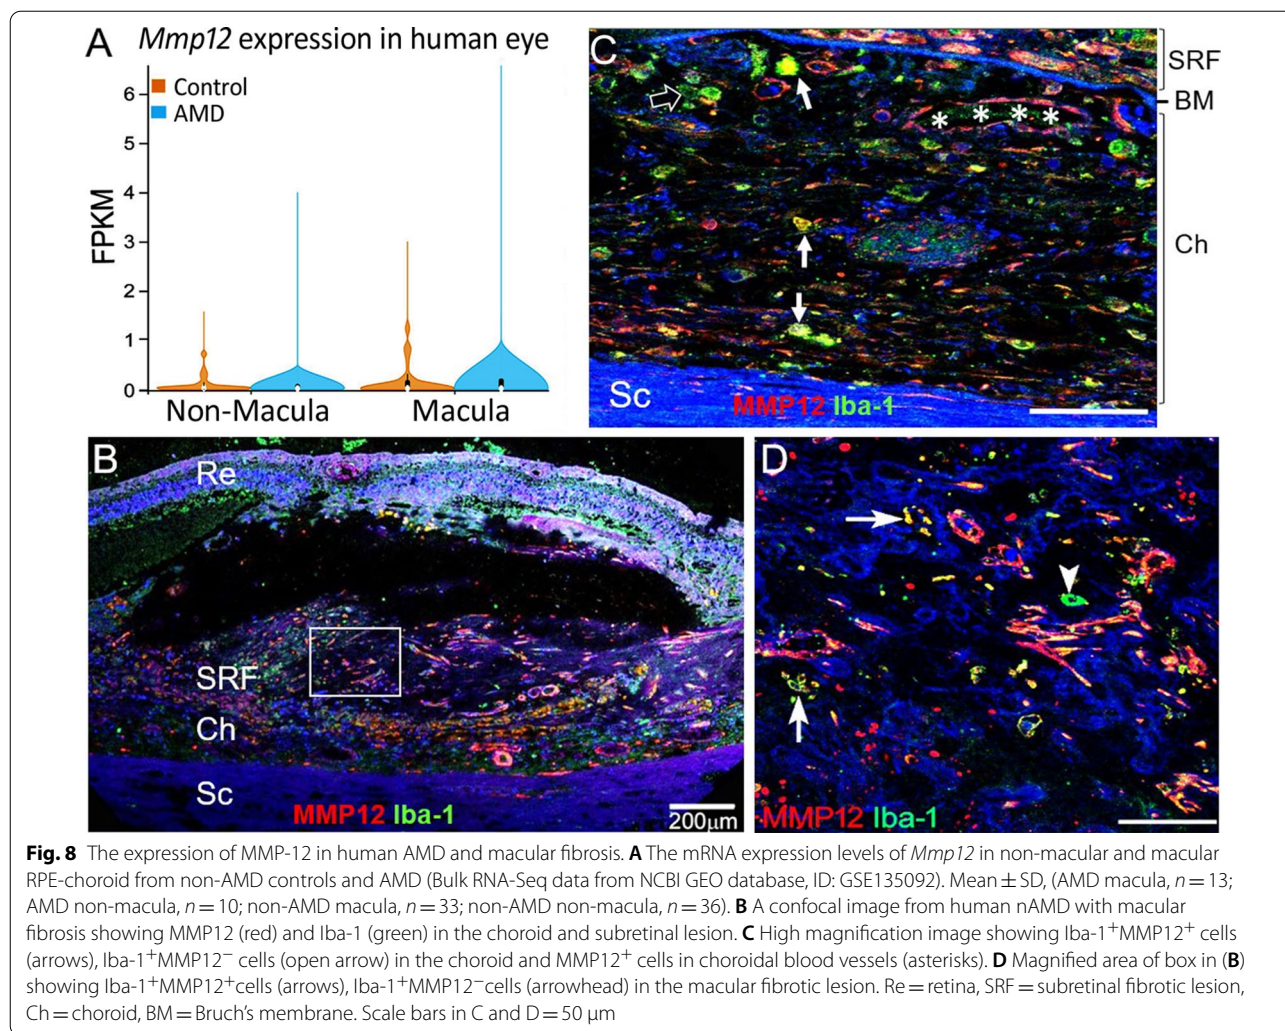 A
Mmp12 expression in human eye
Control
AMD
FPKM
6
5
4
3
2
1
0
Non-Macula
Macula
C
SRF
BM
Ch
* * * *
Sc
MMP12 Iba-1
B
Re
SRF
Ch
Sc
MMP12 Iba-1
200μm
D
MMP12 Iba-1
Fig. 8 The expression of MMP-12 in human AMD and macular fibrosis. A The mRNA expression levels of Mmp12 in non-macular and macular
RPE-choroid from non-AMD controls and AMD (Bulk RNA-Seq data from NCBI GEO database, ID: GSE135092). Mean ± SD, (AMD macula, n = 13;
AMD non-macula, n = 10; non-AMD macula, n = 33; non-AMD non-macula, n = 36). B A confocal image from human nAMD with macular
fibrosis showing MMP12 (red) and Iba-1 (green) in the choroid and subretinal lesion. C High magnification image showing Iba-1⁺MMP12⁺ cells
(arrows), Iba-1⁺MMP12⁻ cells (open arrow) in the choroid and MMP12⁺ cells in choroidal blood vessels (asterisks). D Magnified area of box in (B)
showing Iba-1⁺MMP12⁺cells (arrows), Iba-1⁺MMP12⁻cells (arrowhead) in the macular fibrotic lesion. Re = retina, SRF = subretinal fibrotic lesion,
Ch = choroid, BM = Bruch's membrane. Scale bars in C and D = 50 μm